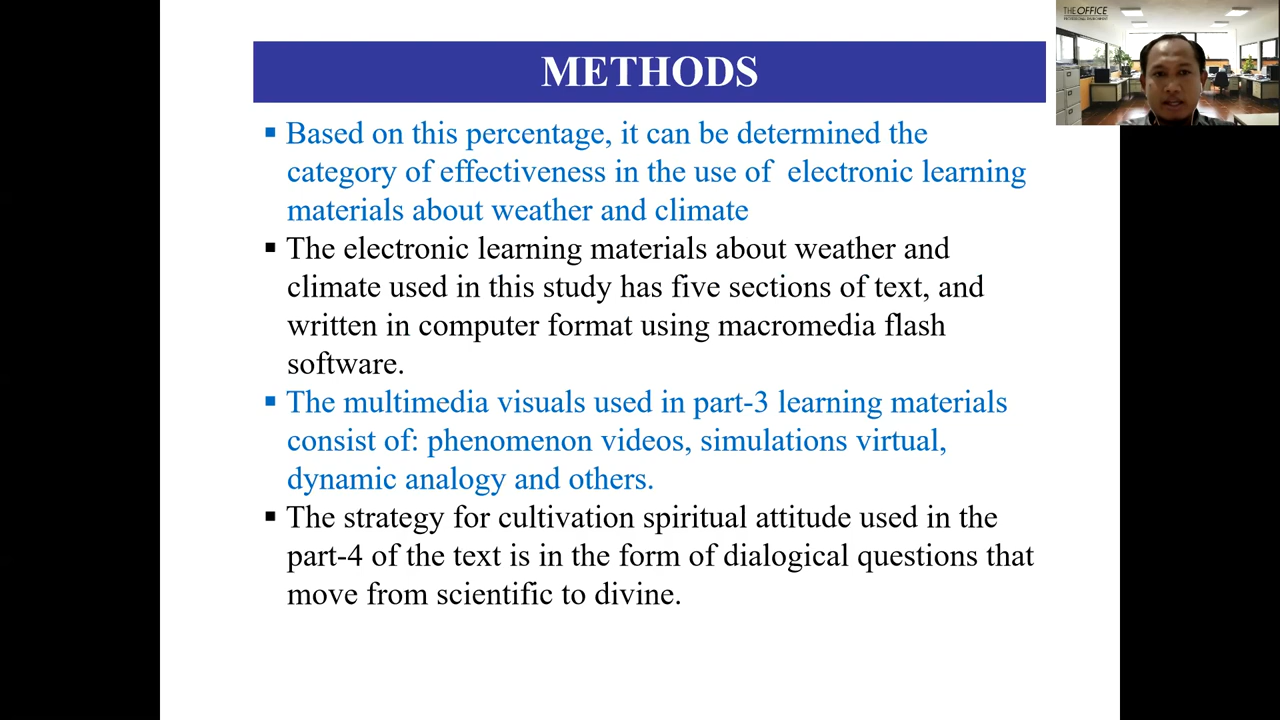 THE OFFICE
METHODS
▪ Based on this percentage, it can be determined the
category of effectiveness in the use of  electronic learning
materials about weather and climate
▪ The electronic learning materials about weather and
climate used in this study has five sections of text, and
written in computer format using macromedia flash
software.
▪ The multimedia visuals used in part-3 learning materials
consist of: phenomenon videos, simulations virtual,
dynamic analogy and others.
▪ The strategy for cultivation spiritual attitude used in the
part-4 of the text is in the form of dialogical questions that
move from scientific to divine.